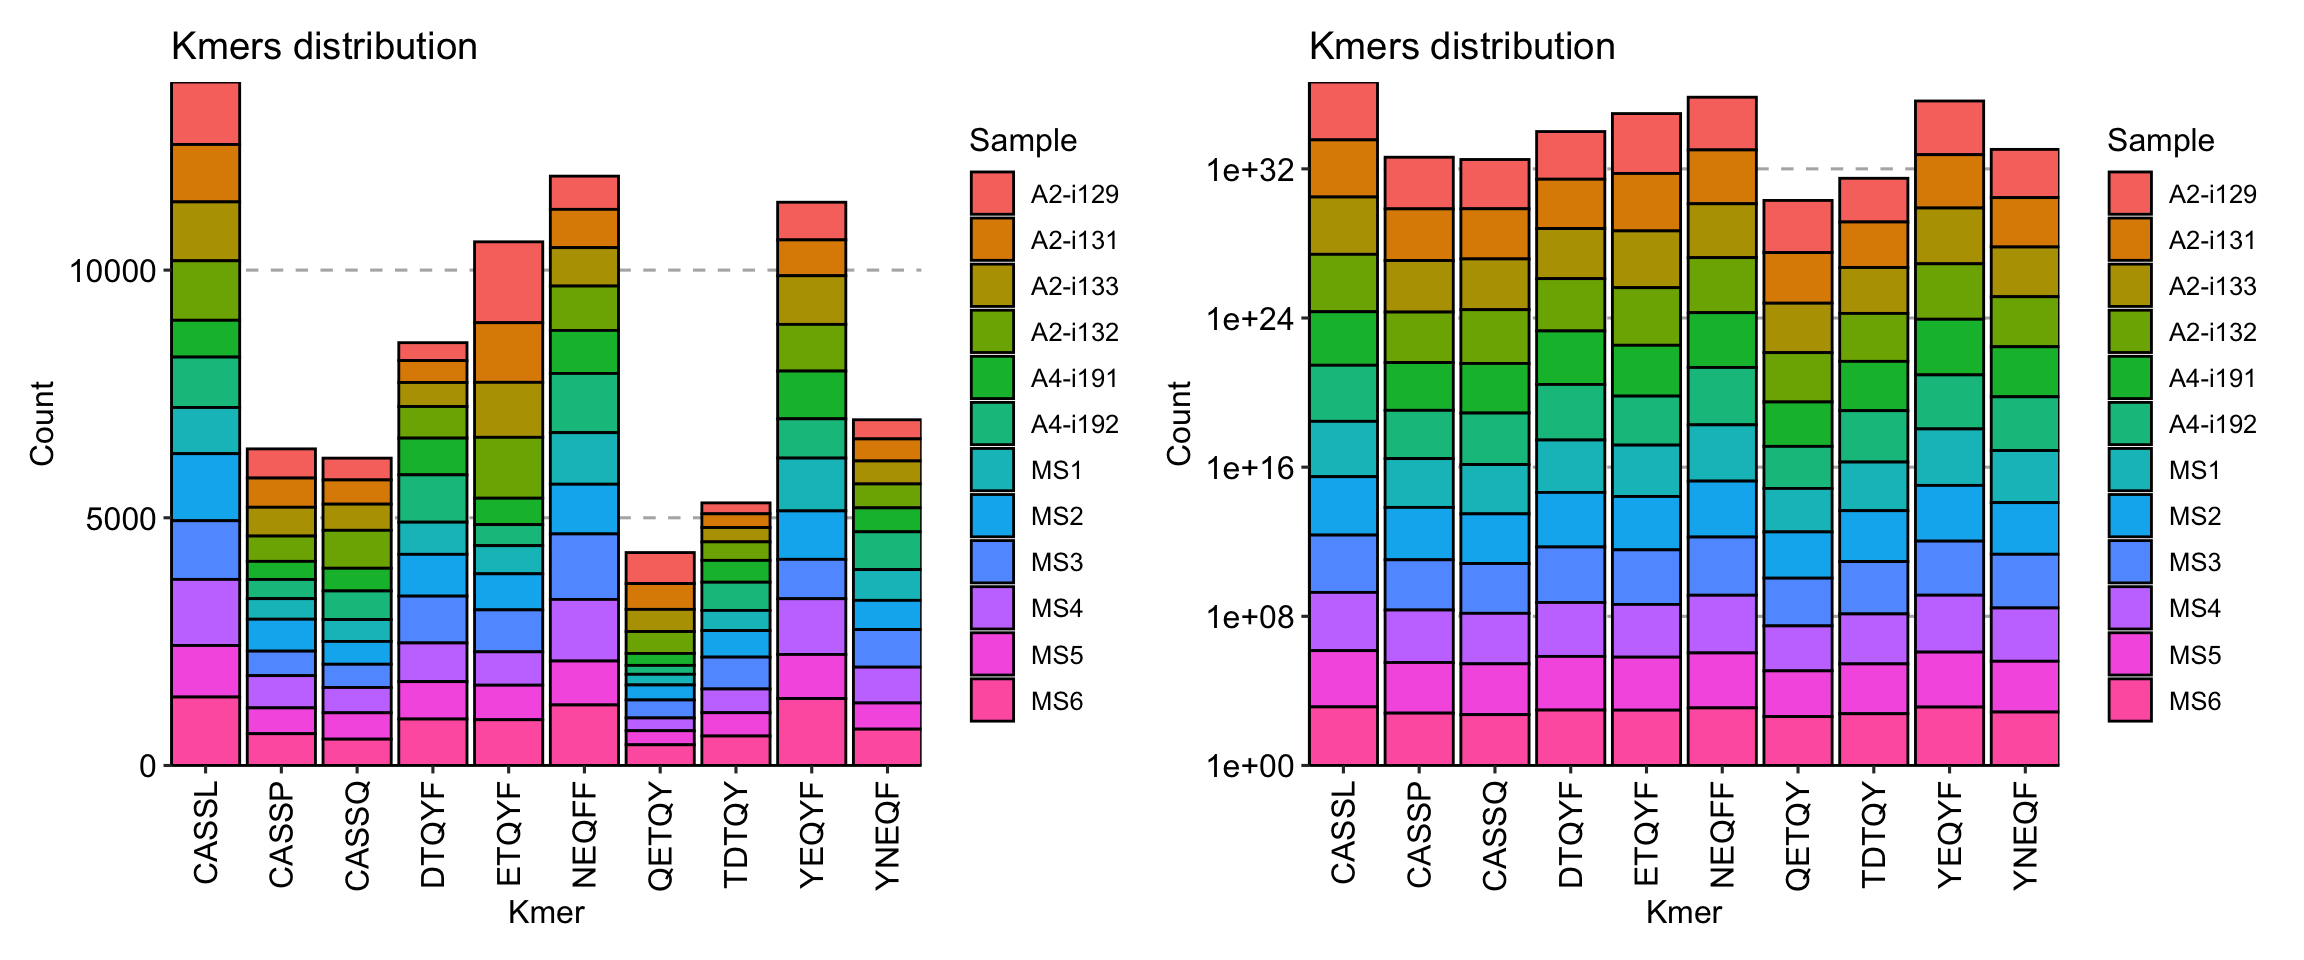 Kmers distribution
Count
10000
5000
0
CASSL
CASSP
CASSQ
DTQYF
ETQYF
NEQFF
QETQY
TDTQY
YEQYF
YNEQF
Kmer
Sample
A2-i129
A2-i131
A2-i133
A2-i132
A4-i191
A4-i192
MS1
MS2
MS3
MS4
MS5
MS6
Kmers distribution
Count
1e+32
1e+24
1e+16
1e+08
1e+00
CASSL
CASSP
CASSQ
DTQYF
ETQYF
NEQFF
QETQY
TDTQY
YEQYF
YNEQF
Kmer
Sample
A2-i129
A2-i131
A2-i133
A2-i132
A4-i191
A4-i192
MS1
MS2
MS3
MS4
MS5
MS6